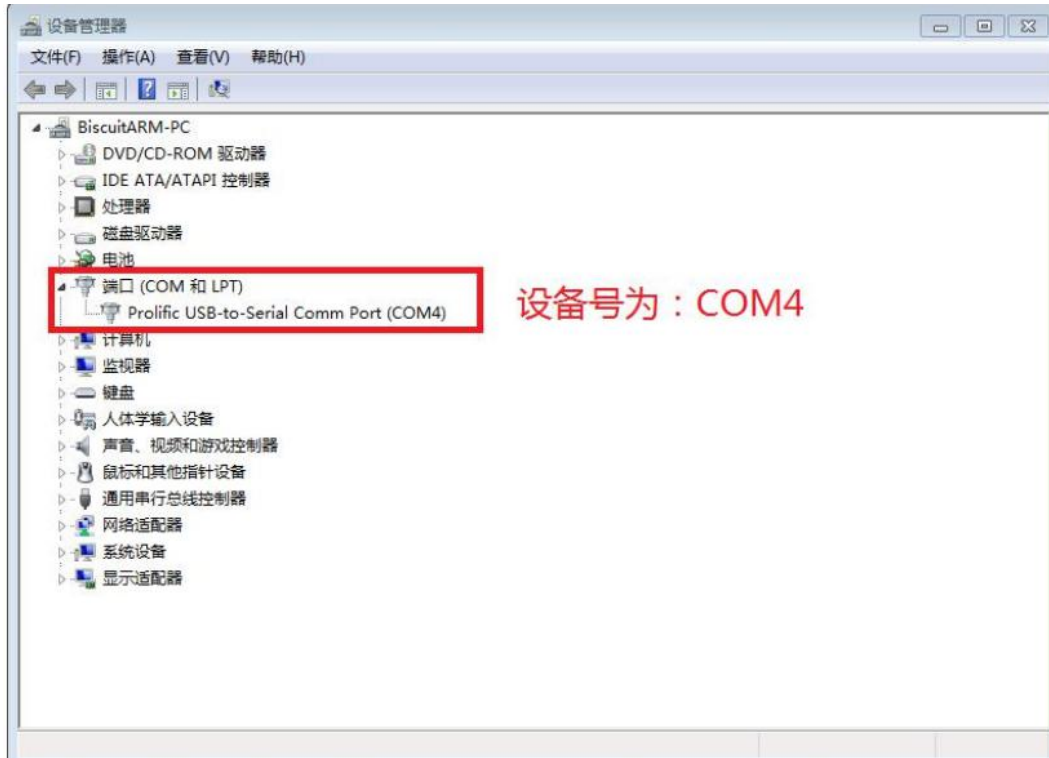 设备管理器
文件(F) 操作(A) 查看(V) 帮助(H)
BiscuitARM-PC
DVD/CD-ROM 驱动器
IDE ATA/ATAPI 控制器
处理器
磁盘驱动器
电池
端口 (COM 和 LPT)
Prolific USB-to-Serial Comm Port (COM4)
设备号为：COM4
计算机
监视器
键盘
人体学输入设备
声音、视频和游戏控制器
鼠标和其他指针设备
通用串行总线控制器
网络适配器
系统设备
显示适配器